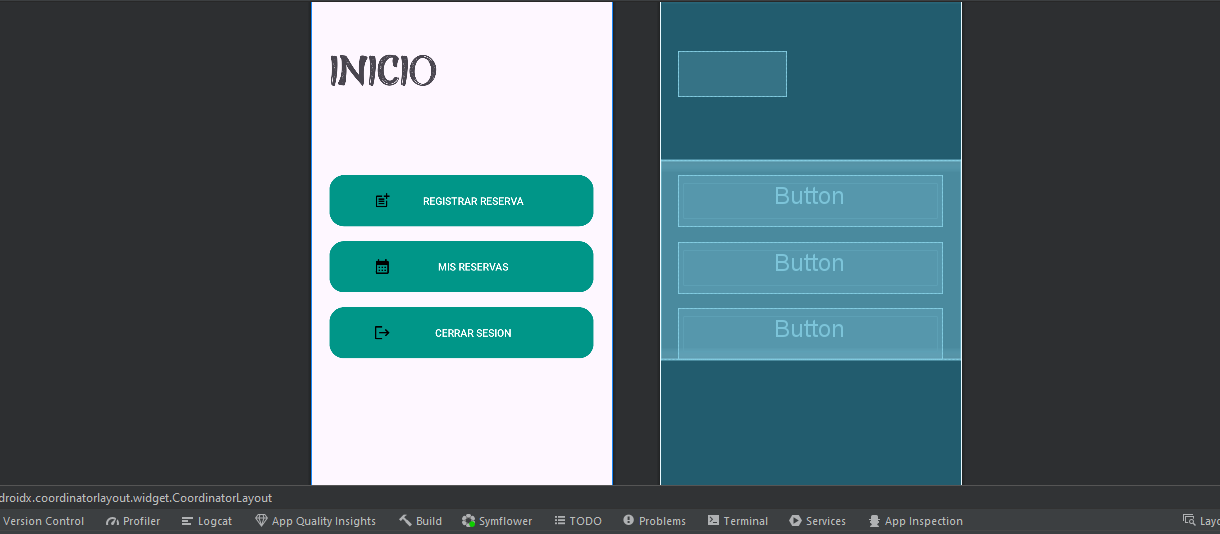 INICIO
REGISTRAR RESERVA
Button
MIS RESERVAS
Button
CERRAR SESION
Button
droidx.coordinatorlayout.widget.CoordinatorLayout
Version Control Profiler Logcat App Quality Insights Build Symflower TODO Problems Terminal Services App Inspection Layo